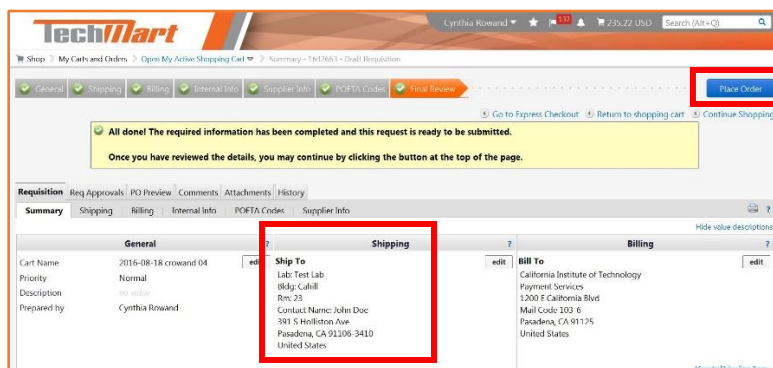 TechMart
Cynthia Rowand 132 235.22 USD Search (Alt+Q)
Shop > My Carts and Orders > Open My Active Shopping Cart > Summary - 1642663 - Draft Requisition
General Shipping Billing Internal Info Supplier Info POETA Codes Final Review Place Order
Go to Express Checkout Return to shopping cart Continue Shopping
All done! The required information has been completed and this request is ready to be submitted.
Once you have reviewed the details, you may continue by clicking the button at the top of the page.
Requisition Req Approvals PO Preview Comments Attachments History
Summary Shipping Billing Internal Info POETA Codes Supplier Info ?
Hide value descriptions
General ? Shipping ? Billing ?
Cart Name 2016-08-18 crowand 04 edit Ship To edit Bill To edit
Priority Normal Lab: Test Lab California Institute of Technology
Description no value Bldg: Cahill Payment Services
Prepared by Cynthia Rowand Rm: 23 1200 E California Blvd
Contact Name: John Doe Mail Code 103-6
391 S Holliston Ave Pasadena, CA 91125
Pasadena, CA 91106-3410 United States
United States